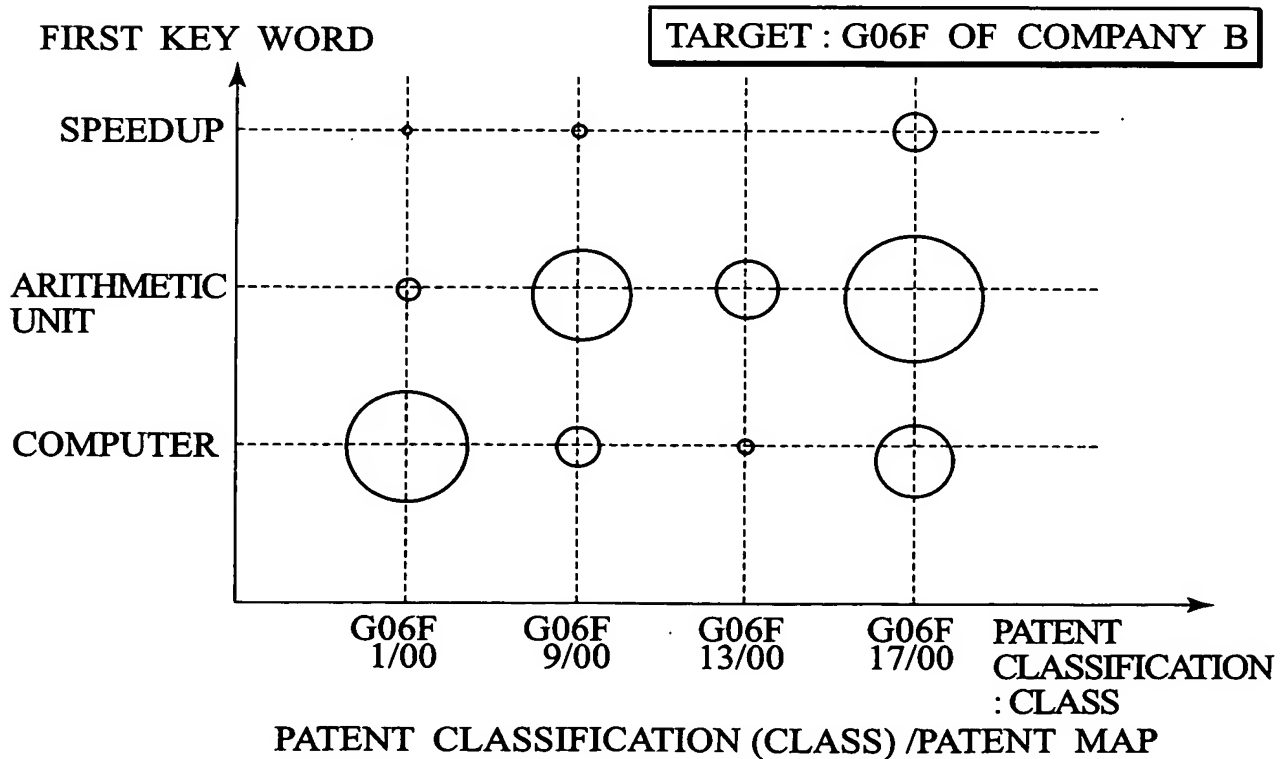 FIRST KEY WORD
TARGET : G06F OF COMPANY B
SPEEDUP
ARITHMETIC
UNIT
COMPUTER
G06F
1/00
G06F
9/00
G06F
13/00
G06F
17/00
PATENT
CLASSIFICATION
: CLASS
PATENT CLASSIFICATION (CLASS) /PATENT MAP